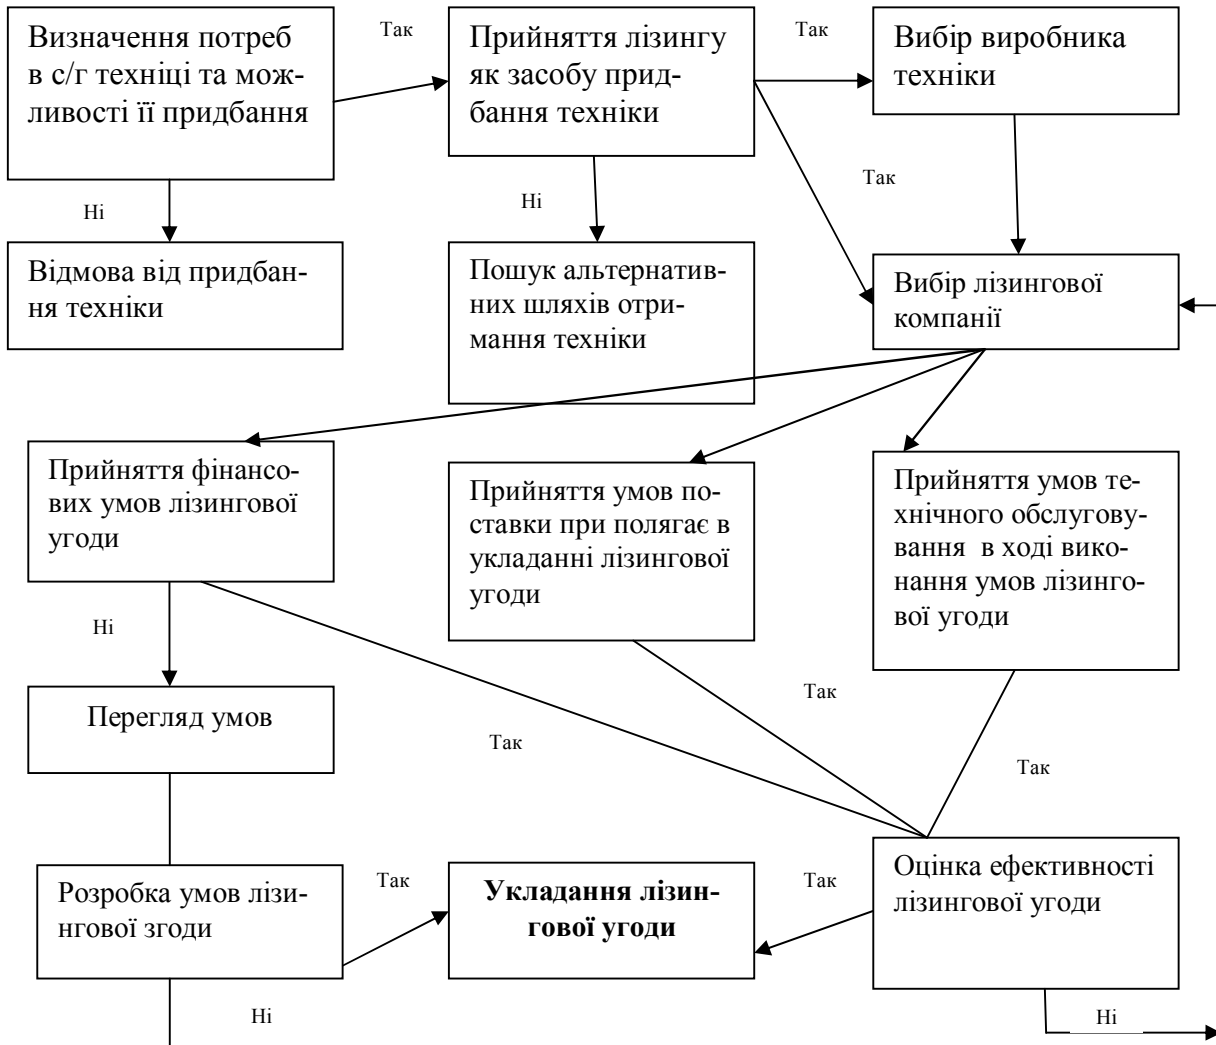 Визначення потреб
в с/г техніці та мож-
ливості її придбання
Так
Прийняття лізингу
як засобу прид-
бання техніки
Так
Вибір виробника
техніки
Ні
Ні
Так
Відмова від придбан-
ня техніки
Пошук альтернатив-
них шляхів отри-
мання техніки
Вибір лізингової
компанії
Прийняття фінансо-
вих умов лізингової
угоди
Прийняття умов по-
ставки при полягає в
укладанні лізингової
угоди
Прийняття умов те-
хнічного обслугову-
вання в ході вико-
нання умов лізинго-
вої угоди
Ні
Так
Перегляд умов
Так
Так
Розробка умов лізи-
нгової згоди
Так
Укладання лізин-
гової угоди
Так
Оцінка ефективності
лізингової угоди
Ні
Ні